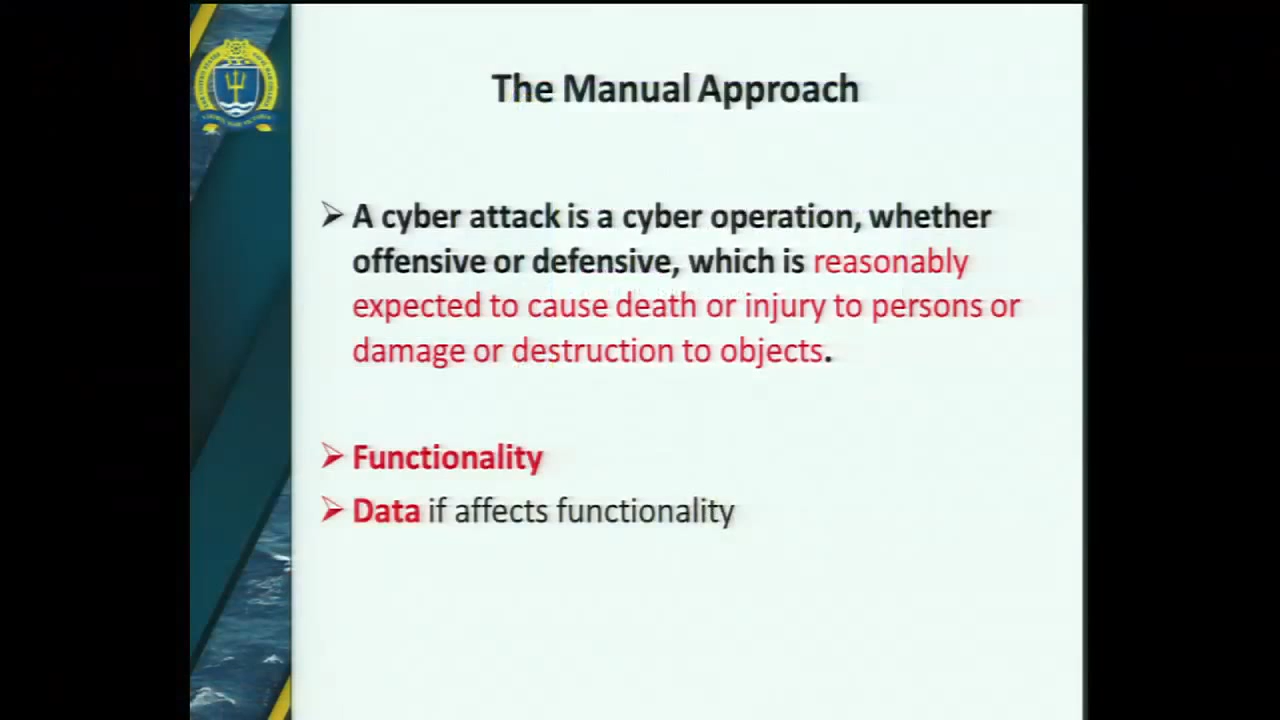 The Manual Approach
➢ A cyber attack is a cyber operation, whether
offensive or defensive, which is reasonably
expected to cause death or injury to persons or
damage or destruction to objects.
➢ Functionality
➢ Data if affects functionality